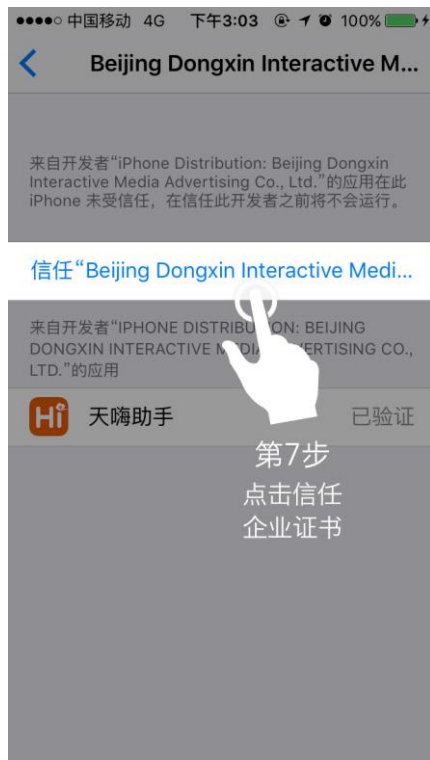 中国移动 4G 下午3:03 100%
Beijing Dongxin Interactive M...
来自开发者“iPhone Distribution: Beijing Dongxin
Interactive Media Advertising Co., Ltd.”的应用在此
iPhone 未受信任，在信任此开发者之前将不会运行。
信任“Beijing Dongxin Interactive Medi...
来自开发者“IPHONE DISTRIBUTION: BEIJING
DONGXIN INTERACTIVE MEDIA ADVERTISING CO.,
LTD.”的应用
Hi 天嗨助手 已验证
第7步
点击信任
企业证书